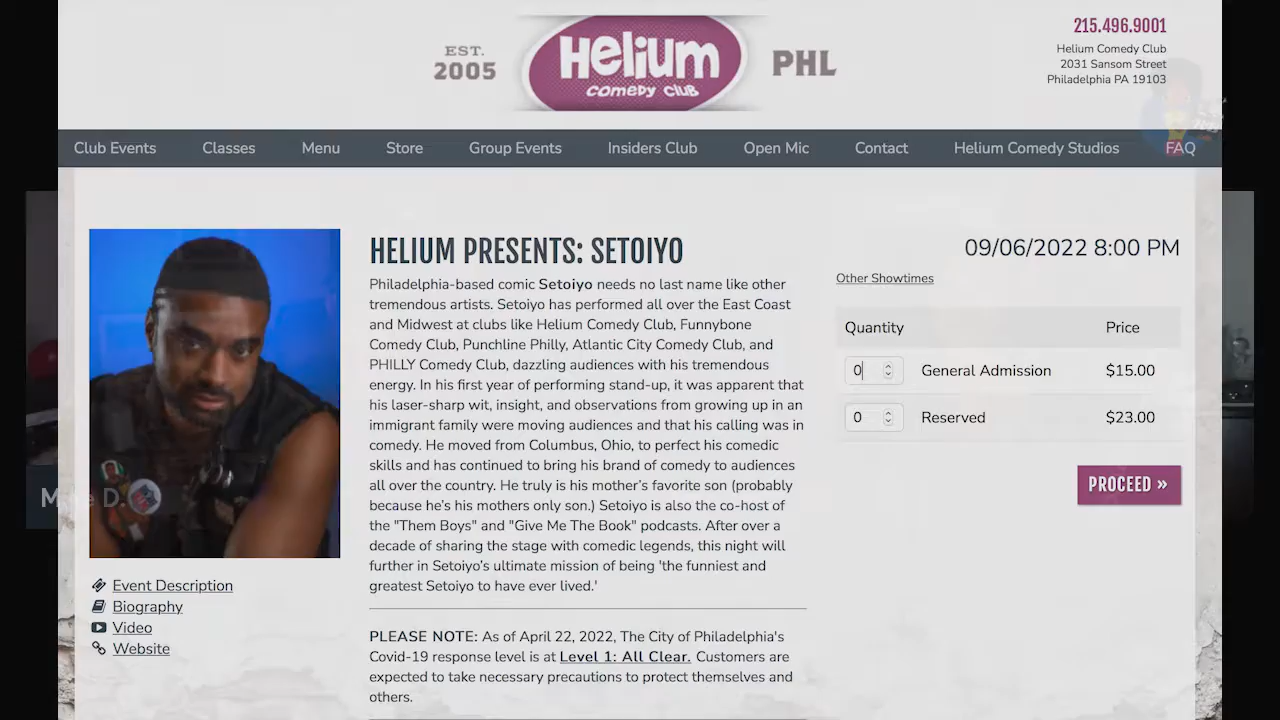 EST.
2005
Helium
COMEDY CLUB
PHL
215.496.9001
Helium Comedy Club
2031 Sansom Street
Philadelphia PA 19103
Club Events
Classes
Menu
Store
Group Events
Insiders Club
Open Mic
Contact
Helium Comedy Studios
FAQ
HELIUM PRESENTS: SETOIYO
Philadelphia-based comic Setoiyo needs no last name like other
tremendous artists. Setoiyo has performed all over the East Coast
and Midwest at clubs like Helium Comedy Club, Funnybone
Comedy Club, Punchline Philly, Atlantic City Comedy Club, and
PHILLY Comedy Club, dazzling audiences with his tremendous
energy. In his first year of performing stand-up, it was apparent that
his laser-sharp wit, insight, and observations from growing up in an
immigrant family were moving audiences and that his calling was in
comedy. He moved from Columbus, Ohio, to perfect his comedic
skills and has continued to bring his brand of comedy to audiences
all over the country. He truly is his mother's favorite son (probably
because he's his mothers only son.) Setoiyo is also the co-host of
the "Them Boys" and "Give Me The Book" podcasts. After over a
decade of sharing the stage with comedic legends, this night will
further in Setoiyo's ultimate mission of being 'the funniest and
greatest Setoiyo to have ever lived.'
PLEASE NOTE: As of April 22, 2022, The City of Philadelphia's
Covid-19 response level is at Level 1: All Clear. Customers are
expected to take necessary precautions to protect themselves and
others.
09/06/2022 8:00 PM
Other Showtimes
Quantity Price
0 General Admission $15.00
0 Reserved $23.00
PROCEED »
Event Description
Biography
Video
Website